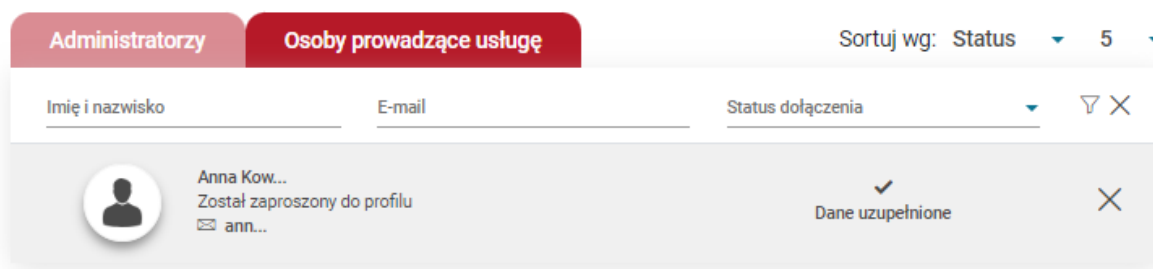 Administratorzy
Osoby prowadzące usługę
Sortuj wg: Status
5
Imię i nazwisko
E-mail
Status dołączenia
Anna Kow...
Został zaproszony do profilu
ann...
Dane uzupełnione